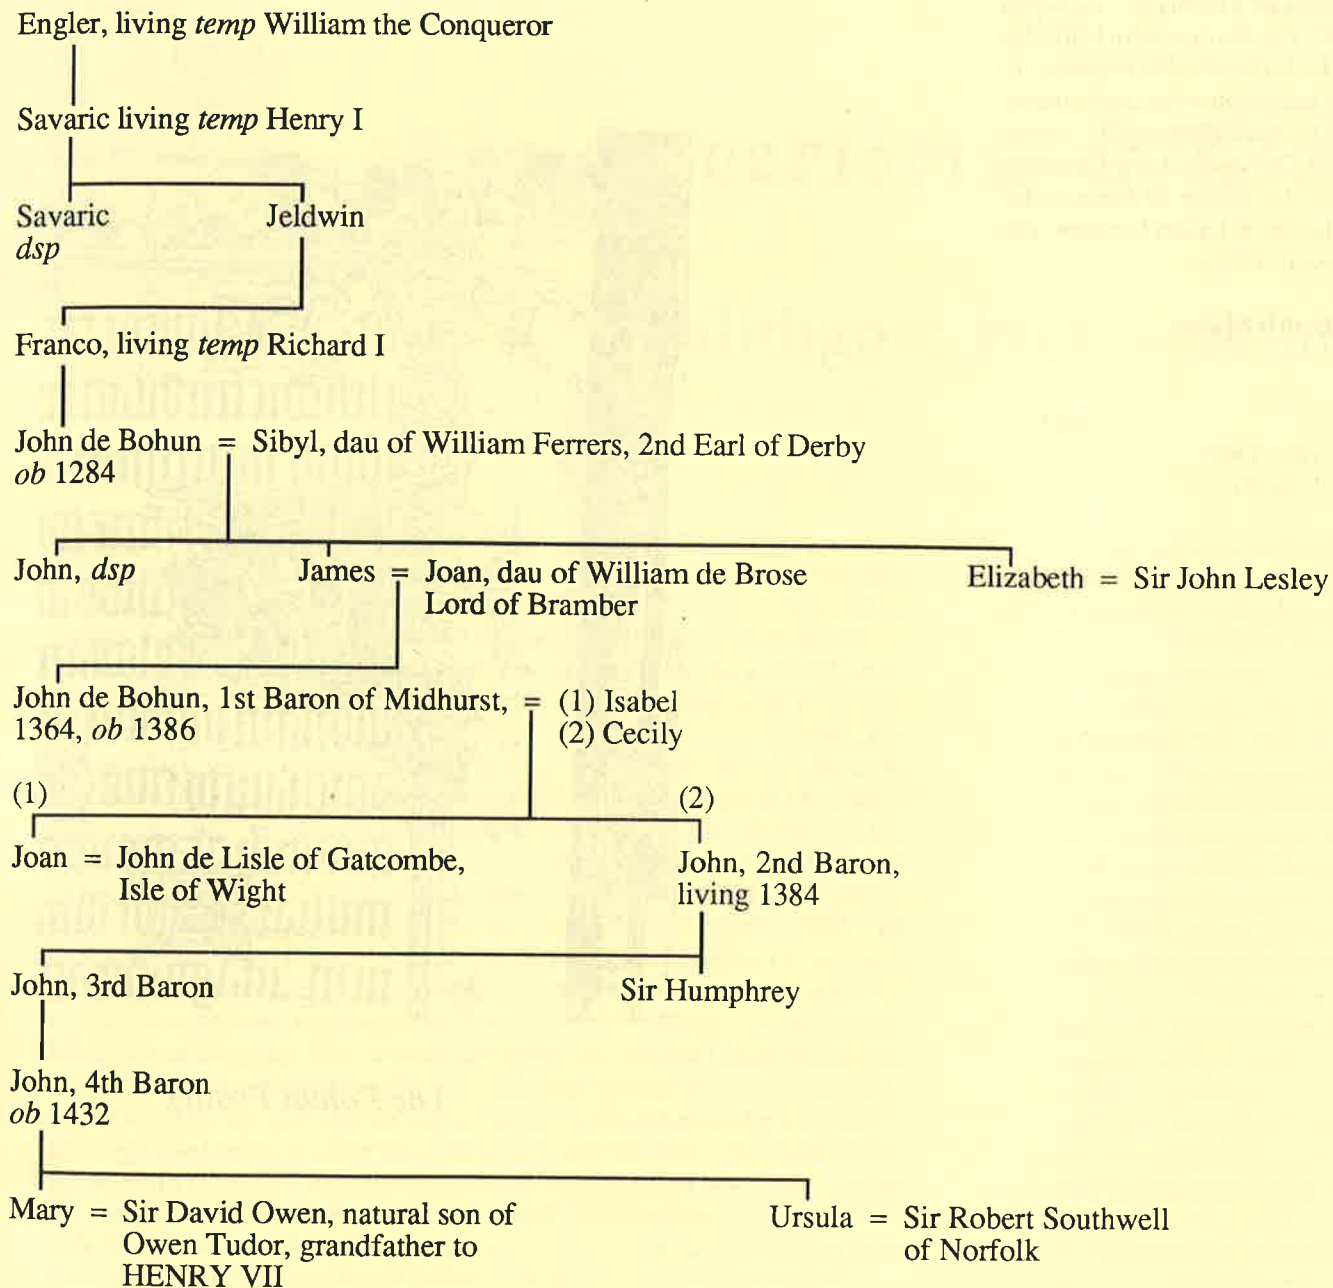 Engler, living temp William the Conqueror
Savaric living temp Henry I
Savaric
dsp
Jeldwin
Franco, living temp Richard I
John de Bohun = Sibyl, dau of William Ferrers, 2nd Earl of Derby
ob 1284
John, dsp
James = Joan, dau of William de Brose
Lord of Bramber
Elizabeth = Sir John Lesley
John de Bohun, 1st Baron of Midhurst, = (1) Isabel
1364, ob 1386
(2) Cecily
(1)
(2)
Joan = John de Lisle of Gatcombe,
Isle of Wight
John, 2nd Baron,
living 1384
John, 3rd Baron
Sir Humphrey
John, 4th Baron
ob 1432
Mary = Sir David Owen, natural son of
Owen Tudor, grandfather to
HENRY VII
Ursula = Sir Robert Southwell
of Norfolk